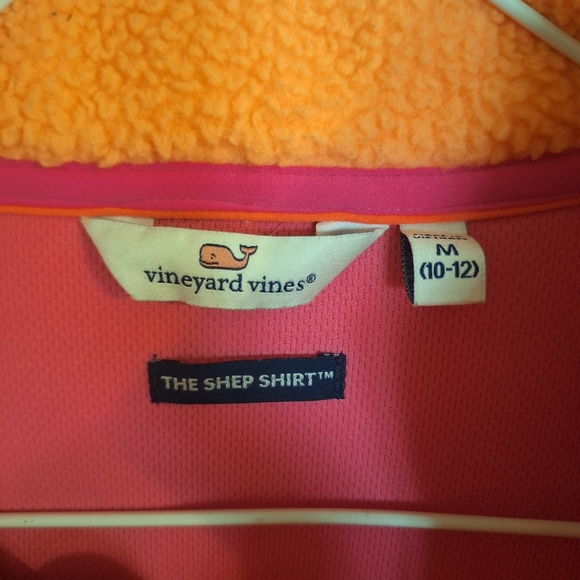 vineyard vines®
M
(10-12)
THE SHEP SHIRT™